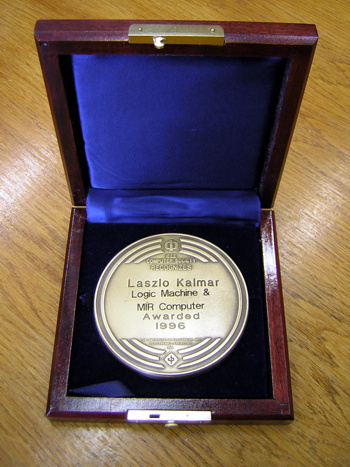 COMPUTER SOCIETY
RECOGNIZES
Laszlo Kalmar
Logic Machine &
MIR Computer
Awarded
1996